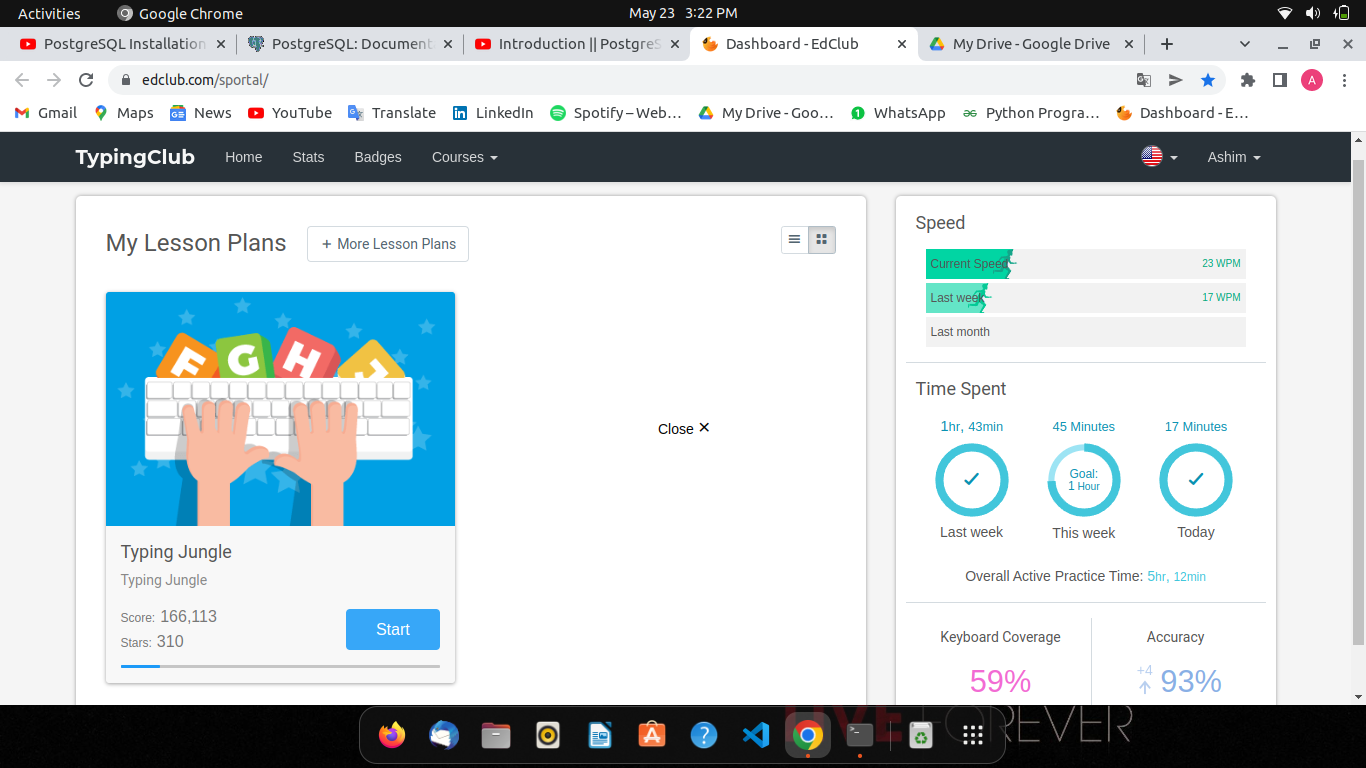 Activities Google Chrome May 23 3:22 PM
PostgreSQL Installation PostgreSQL: Document Introduction || Postgre Dashboard - EdClub My Drive - Google Drive
edclub.com/sportal/ A
Gmail Maps News YouTube Translate LinkedIn Spotify – Web… My Drive - Goo… WhatsApp Python Progra… Dashboard - E…
TypingClub Home Stats Badges Courses Ashim
My Lesson Plans + More Lesson Plans
F G H
Typing Jungle
Typing Jungle
Score: 166,113
Stars: 310
Start
Close ✕
Speed
Current Speed 23 WPM
Last week 17 WPM
Last month
Time Spent
1hr, 43min 45 Minutes 17 Minutes
Goal:
1 Hour
Last week This week Today
Overall Active Practice Time: 5hr, 12min
Keyboard Coverage Accuracy
59% +4 93%
LIVE FOREVER